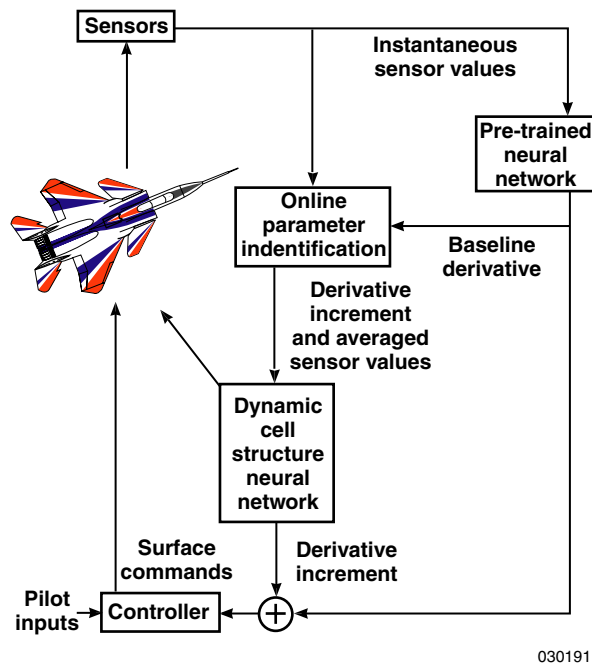 Sensors
Instantaneous
sensor values
Pre-trained
neural
network
Online
parameter
indentification
Baseline
derivative
Derivative
increment
and averaged
sensor values
Dynamic
cell
structure
neural
network
Surface
commands
Derivative
increment
Pilot
inputs
Controller
+
030191